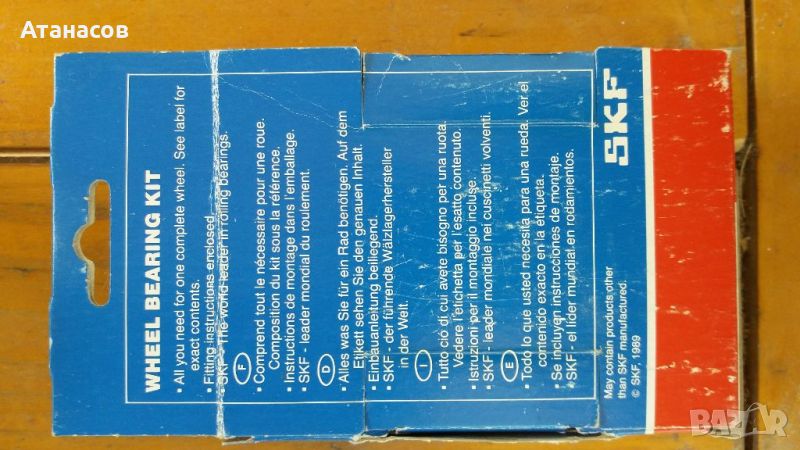 Атанасов
WHEEL BEARING KIT
• All you need for one complete wheel. See label for
exact contents.
• Fitting instructions enclosed.
• SKF - The world leader in rolling bearings.
F
• Comprend tout le nécessaire pour une roue.
Composition du kit sous la référence.
• Instructions de montage dans l'emballage.
• SKF - leader mondial du roulement.
D
• Alles was Sie für ein Rad benötigen. Auf dem
Etikett sehen Sie den genauen Inhalt.
• Einbauanleitung beiliegend.
• SKF - der führende Wälzlagerhersteller
in der Welt.
I
• Tutto ciò di cui avete bisogno per una ruota.
Vedere l'etichetta per l'esatto contenuto.
• Istruzioni per il montaggio incluse.
• SKF - leader mondiale nei cuscinetti volventi.
E
• Todo lo que usted necesita para una rueda. Ver el
contenido exacto en la etiqueta.
• Se incluyen instrucciones de montaje.
• SKF - el líder mundial en rodamientos.
May contain products other
than SKF manufactured.
© SKF, 1989
SKF
BAZAR